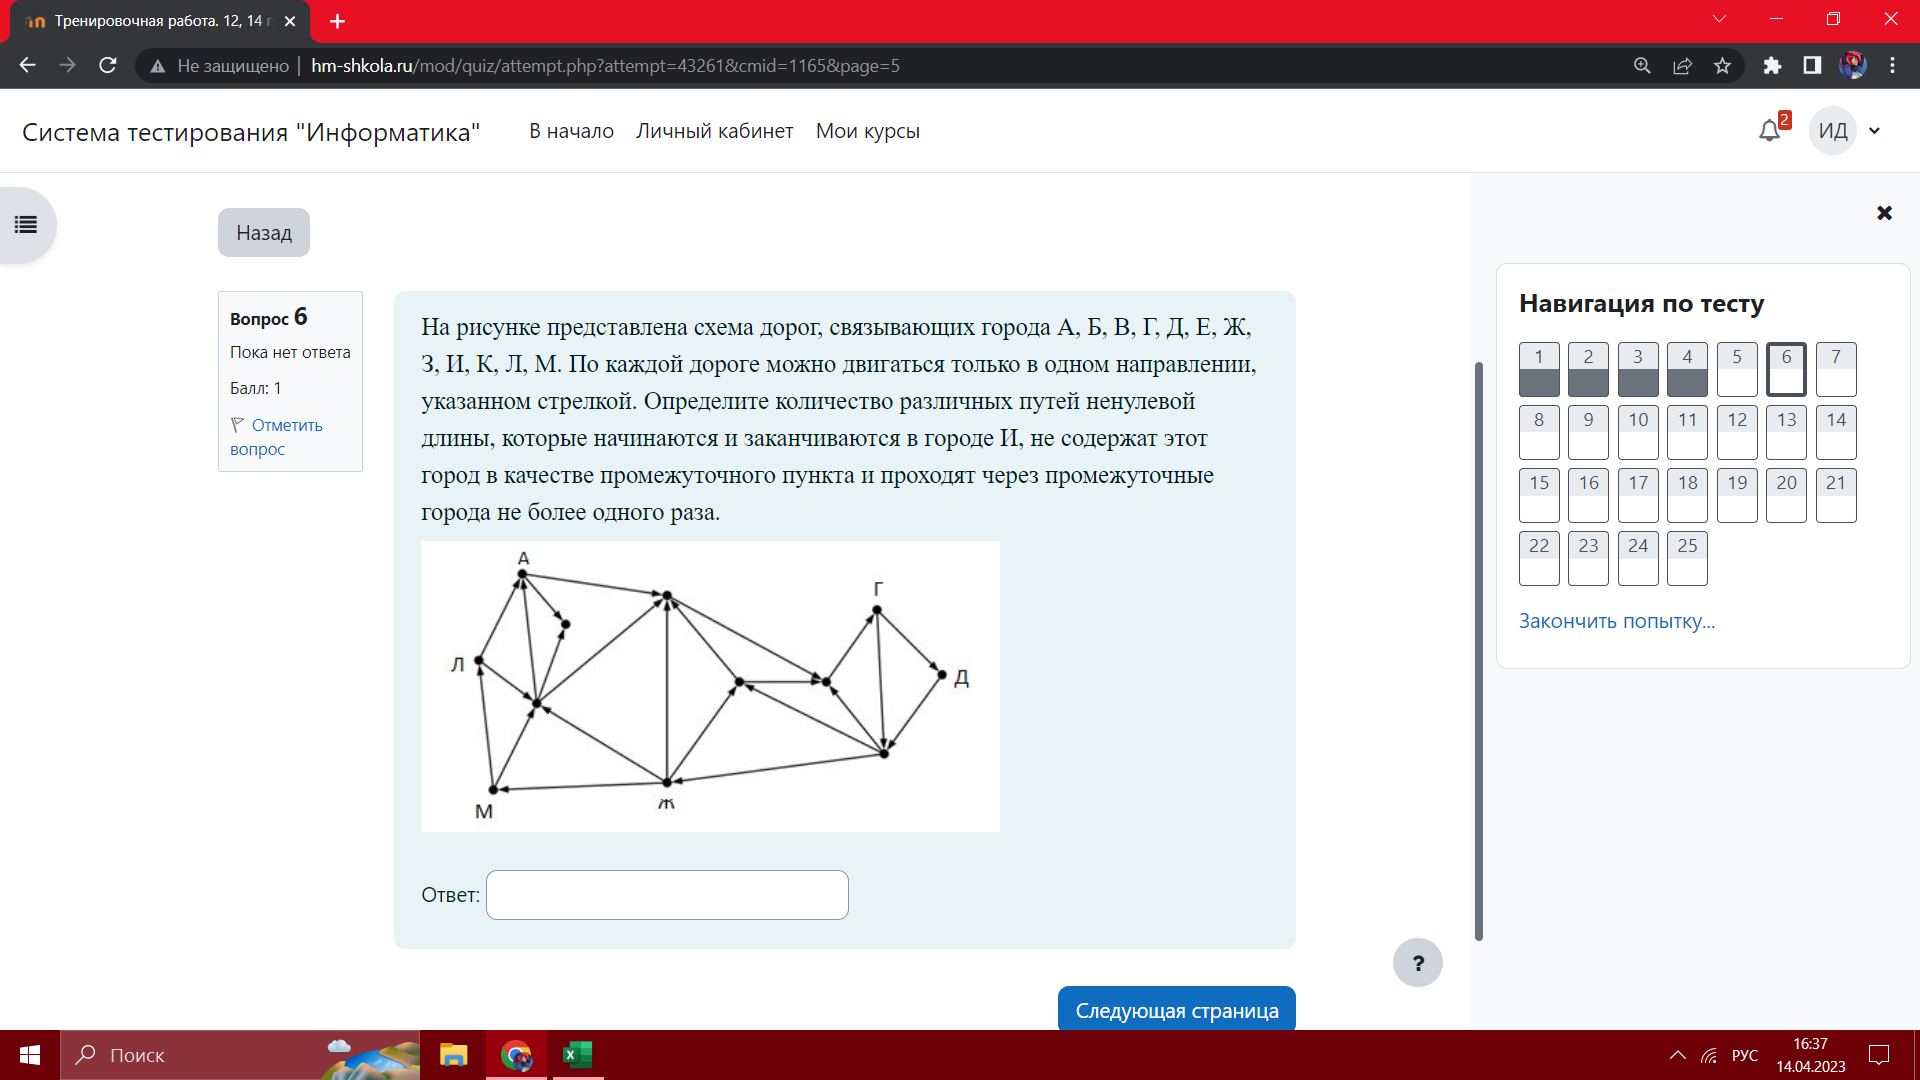 Тренировочная работа. 12, 14 г
Не защищено
hm-shkola.ru/mod/quiz/attempt.php?attempt=43261&cmid=1165&page=5
Система тестирования "Информатика"
В начало
Личный кабинет
Мои курсы
2
ИД
Назад
Вопрос 6
Пока нет ответа
Балл: 1
Отметить
вопрос
На рисунке представлена схема дорог, связывающих города А, Б, В, Г, Д, Е, Ж,
З, И, К, Л, М. По каждой дороге можно двигаться только в одном направлении,
указанном стрелкой. Определите количество различных путей ненулевой
длины, которые начинаются и заканчиваются в городе И, не содержат этот
город в качестве промежуточного пункта и проходят через промежуточные
города не более одного раза.
А
Г
Л
Д
М
Ж
Ответ:
?
Следующая страница
Навигация по тесту
1 2 3 4 5 6 7
8 9 10 11 12 13 14
15 16 17 18 19 20 21
22 23 24 25
Закончить попытку...
Поиск
РУС
16:37
14.04.2023